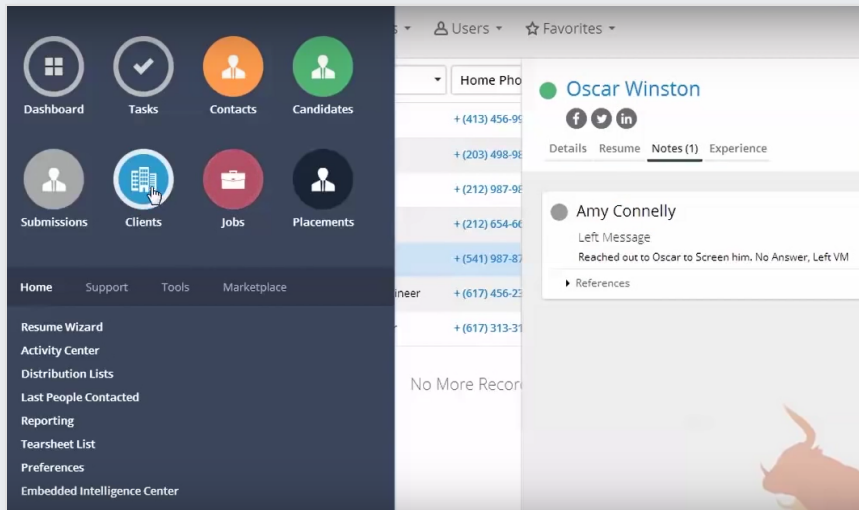 Users
Favorites
Dashboard
Tasks
Contacts
Candidates
Submissions
Clients
Jobs
Placements
Home
Support
Tools
Marketplace
Resume Wizard
Activity Center
Distribution Lists
Last People Contacted
Reporting
Tearsheet List
Preferences
Embedded Intelligence Center
Home Pho
+ (413) 456-99
+ (203) 498-98
+ (212) 987-98
+ (212) 654-66
+ (541) 987-87
ineer
+ (617) 456-23
+ (617) 313-31
No More Recor
Oscar Winston
Details Resume Notes (1) Experience
Amy Connelly
Left Message
Reached out to Oscar to Screen him. No Answer, Left VM
References